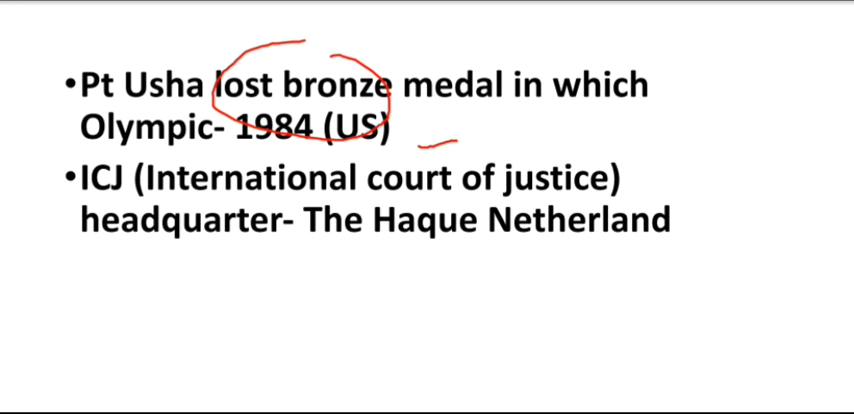 •Pt Usha lost bronze medal in which
Olympic- 1984 (US)
•ICJ (International court of justice)
headquarter- The Haque Netherland